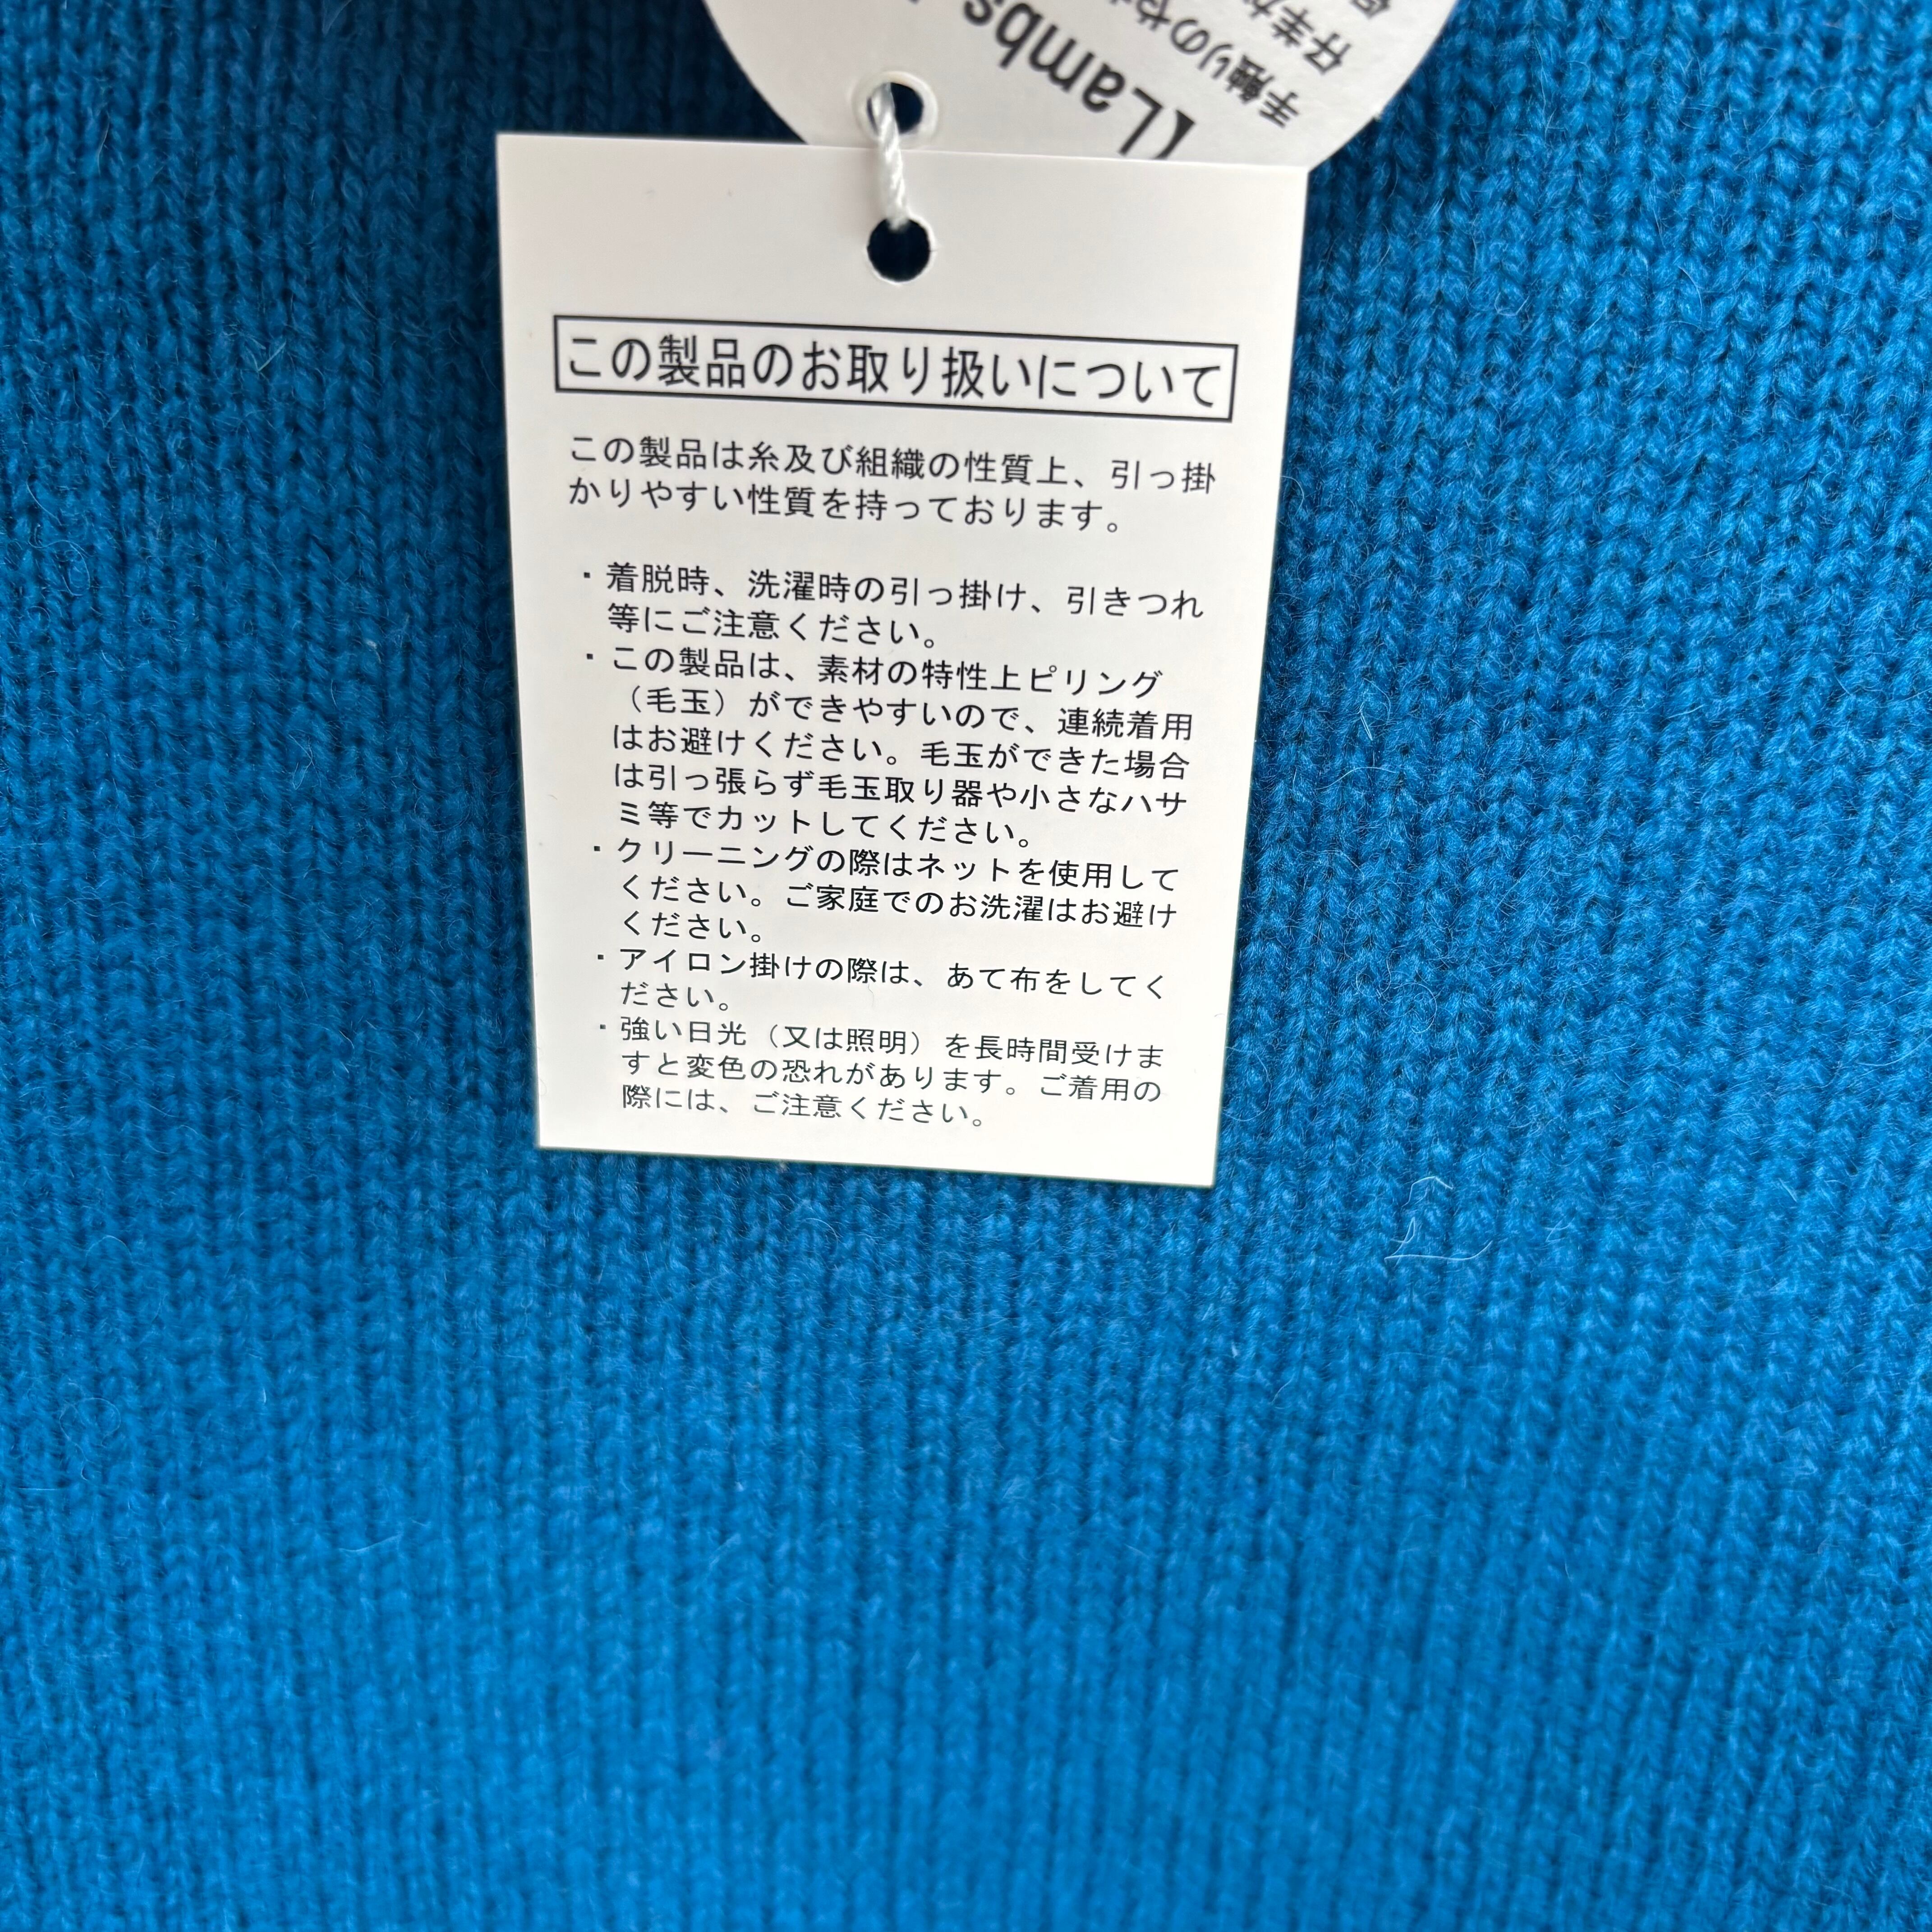 【Lambs
手触りのや
仔羊か
この製品のお取り扱いについて
この製品は糸及び組織の性質上、引っ掛
かりやすい性質を持っております。
・着脱時、洗濯時の引っ掛け、引きつれ
等にご注意ください。
・この製品は、素材の特性上ピリング
（毛玉）ができやすいので、連続着用
はお避けください。毛玉ができた場合
は引っ張らず毛玉取り器や小さなハサ
ミ等でカットしてください。
・クリーニングの際はネットを使用して
ください。ご家庭でのお洗濯はお避け
ください。
・アイロン掛けの際は、あて布をしてく
ださい。
・強い日光（又は照明）を長時間受けま
すと変色の恐れがあります。ご着用の
際には、ご注意ください。